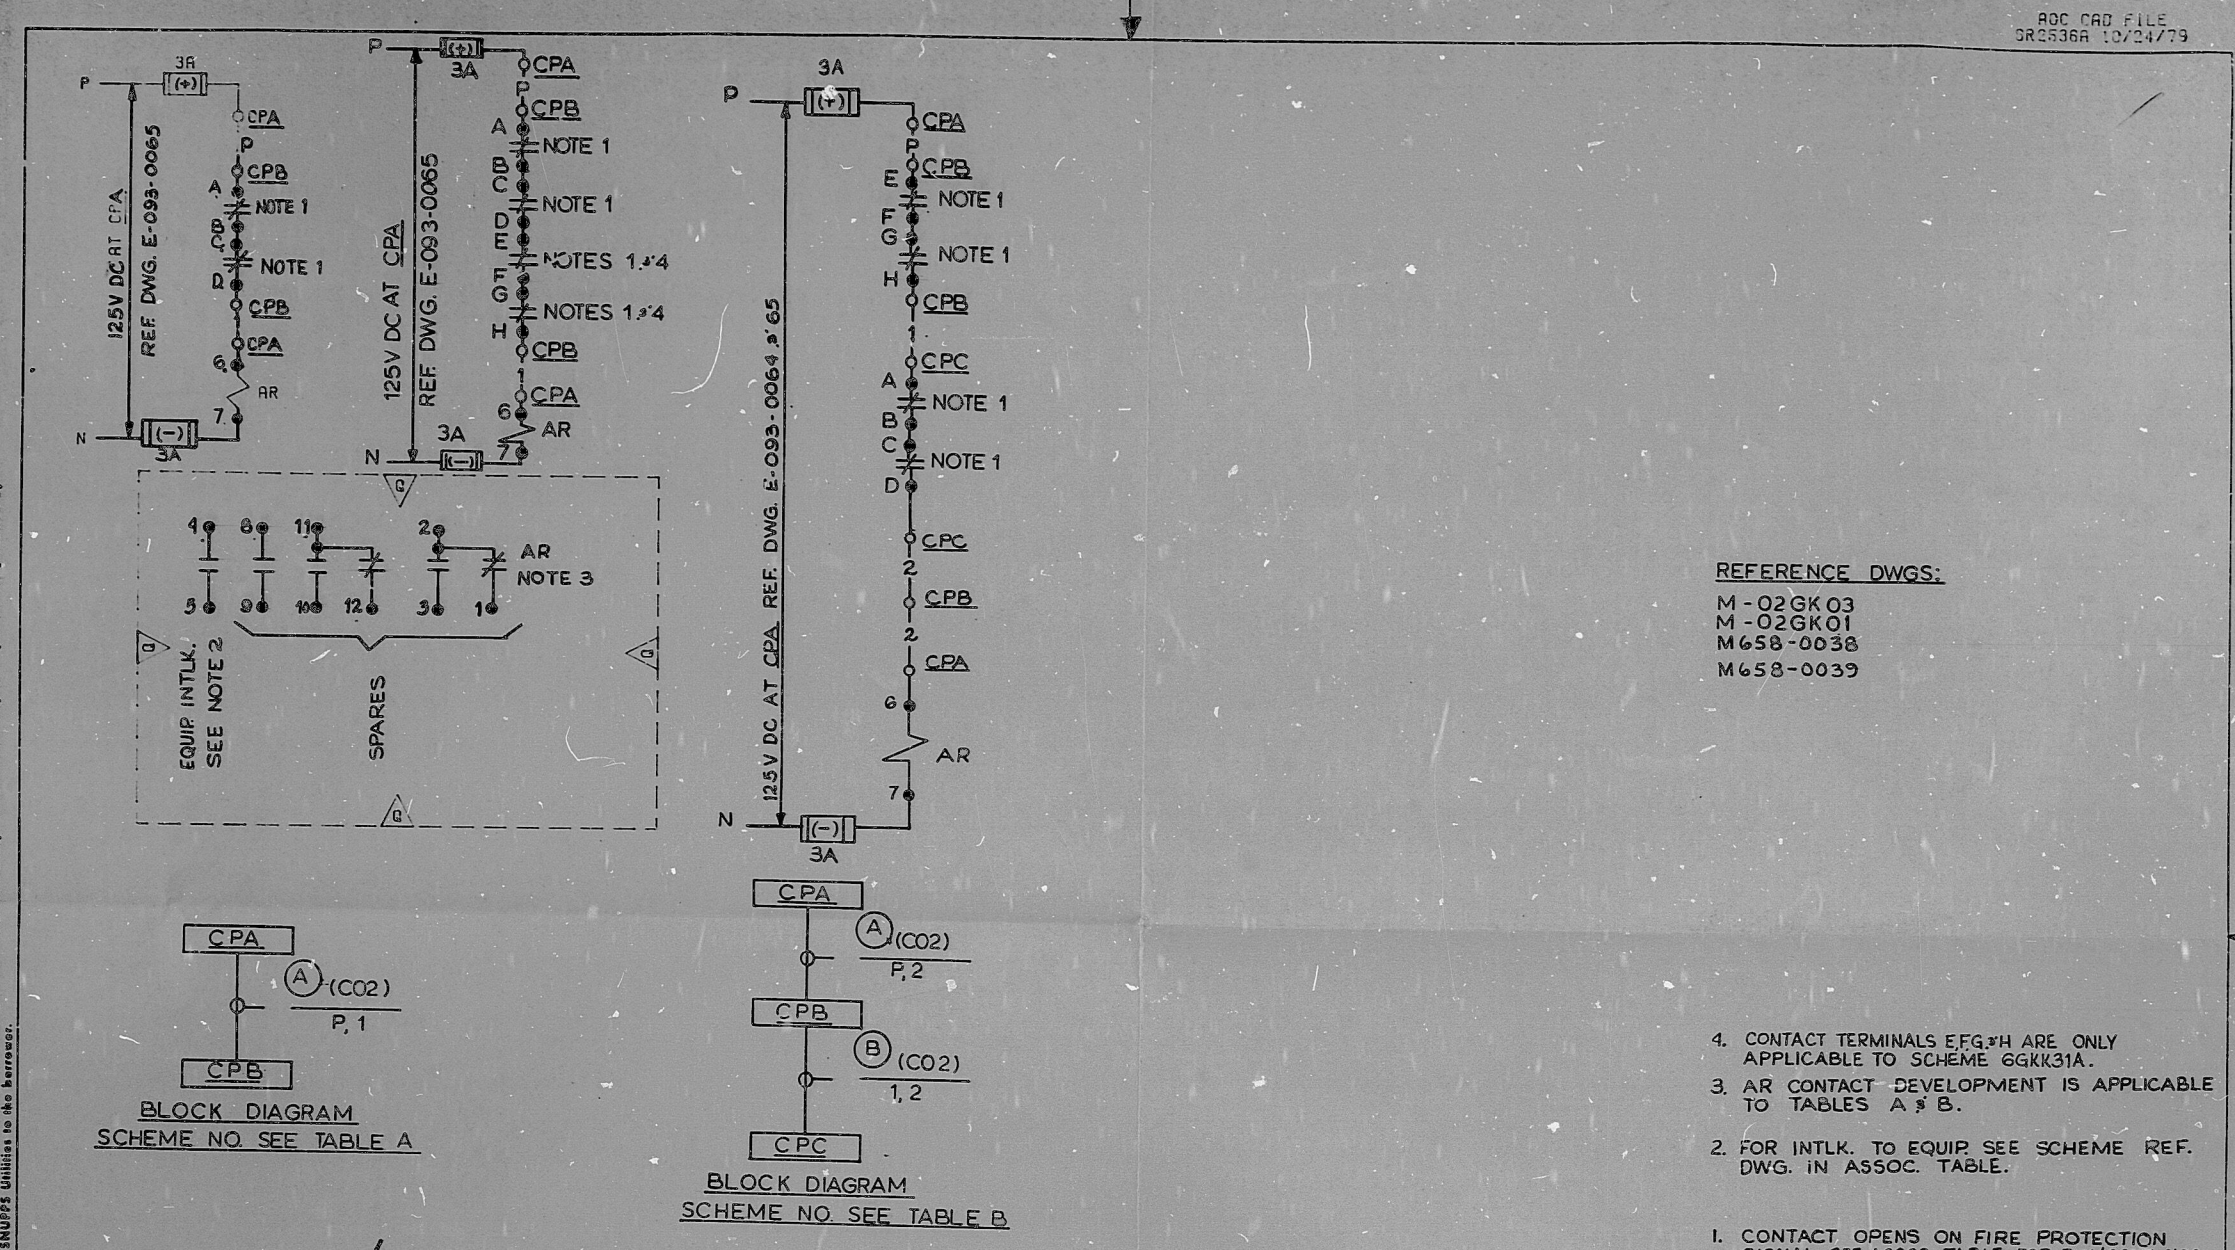 AOC CAD FILE
SR2536A 10/24/79
P
3A
(+)
CPA
P
CPB
A
NOTE 1
B
C
NOTE 1
D
CPB
1
CPA
6
AR
7
N
(-)
3A
125V DC AT CPA
REF. DWG. E-093-0065
P
(+)
3A
CPA
P
CPB
A
NOTE 1
B
C
NOTE 1
D
E
NOTES 1 & 4
F
G
NOTES 1 & 4
H
CPB
1
CPA
6
AR
7
N
3A
(-)
125V DC AT CPA
REF. DWG. E-093-0065
P
3A
(+)
CPA
P
CPB
E
NOTE 1
F
G
NOTE 1
H
CPB
1
CPC
A
NOTE 1
B
C
NOTE 1
D
CPC
2
CPB
2
CPA
6
AR
7
N
(-)
3A
125V DC AT CPA REF. DWG. E-093-0064 & 65
G
4 8 11 2
AR
NOTE 3
5 9 10 12 3 1
G
G
EQUIP. INTLK.
SEE NOTE 2
SPARES
G
CPA
A (CO2)
P, 1
CPB
BLOCK DIAGRAM
SCHEME NO. SEE TABLE A
CPA
A (CO2)
P, 2
CPB
B (CO2)
1, 2
CPC
BLOCK DIAGRAM
SCHEME NO. SEE TABLE B
REFERENCE DWGS:
M-02GK03
M-02GK01
M658-0038
M658-0039
4. CONTACT TERMINALS E,F,G & H ARE ONLY
APPLICABLE TO SCHEME 6GKK31A.
3. AR CONTACT DEVELOPMENT IS APPLICABLE
TO TABLES A & B.
2. FOR INTLK. TO EQUIP. SEE SCHEME REF.
DWG. IN ASSOC. TABLE.
1. CONTACT OPENS ON FIRE PROTECTION
SNUPPS Utilities to the borrower.